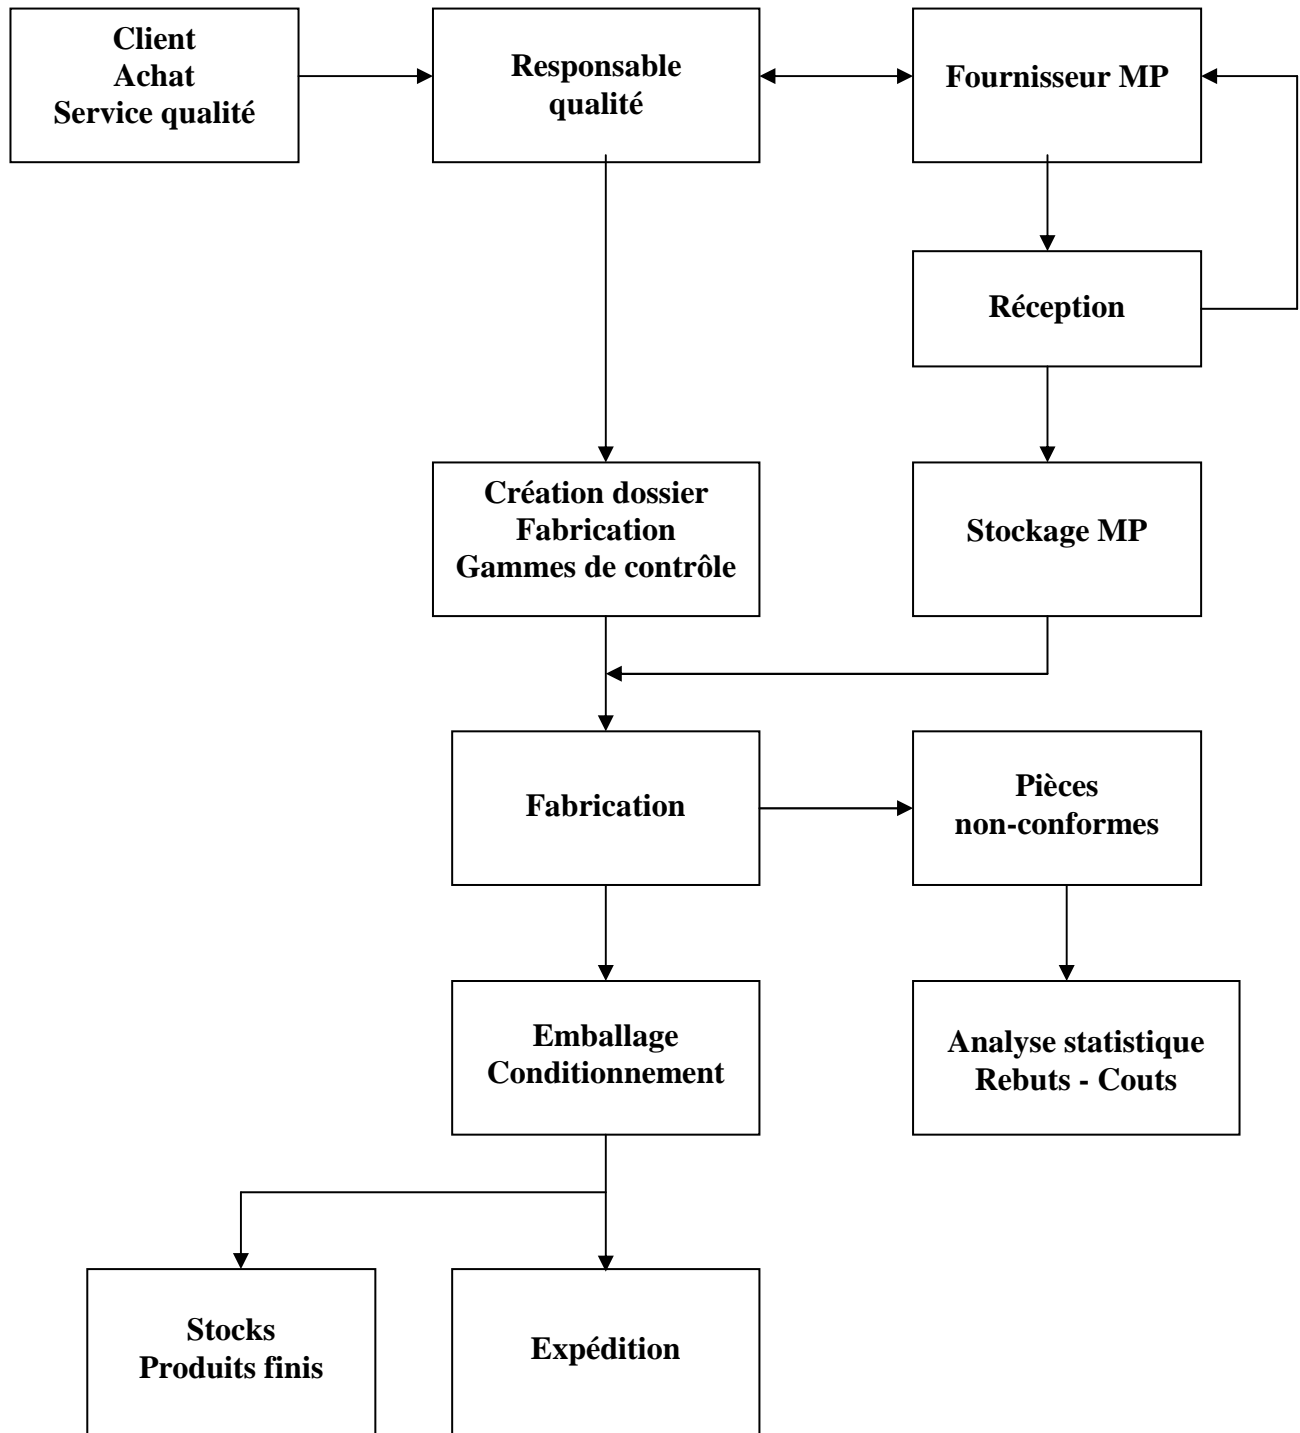 Client
Achat
Service qualité
Responsable
qualité
Fournisseur MP
Réception
Création dossier
Fabrication
Gammes de contrôle
Stockage MP
Fabrication
Pièces
non-conformes
Emballage
Conditionnement
Analyse statistique
Rebuts - Couts
Stocks
Produits finis
Expédition